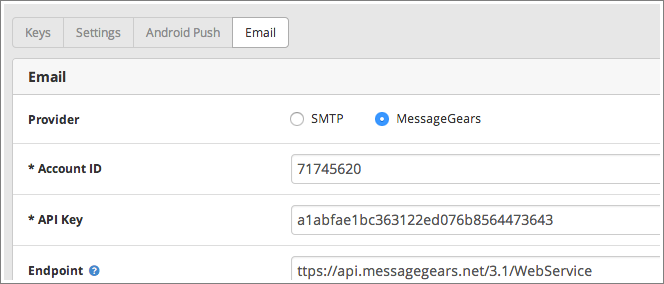 Keys Settings Android Push Email
Email
Provider SMTP MessageGears
* Account ID 71745620
* API Key a1abfae1bc363122ed076b8564473643
Endpoint ? ttps://api.messagegears.net/3.1/WebService